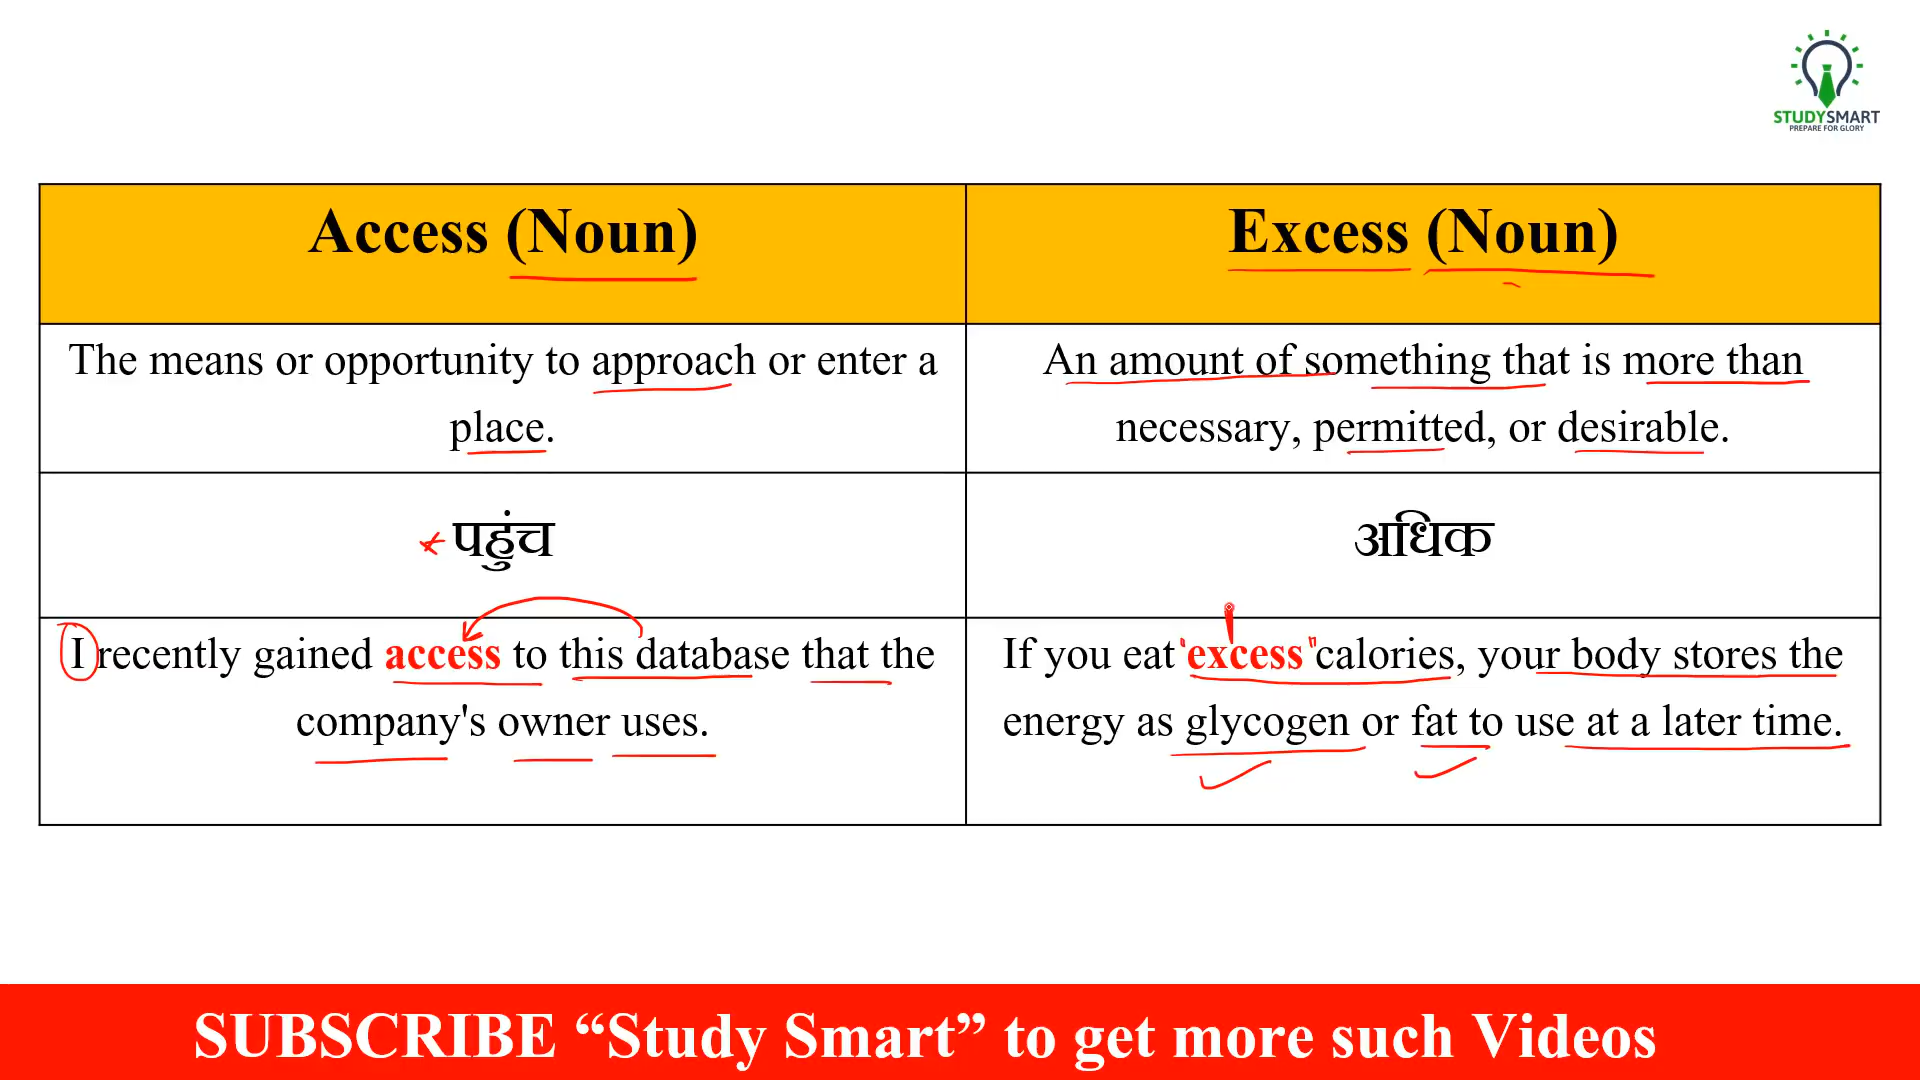 STUDYSMART
PREPARE FOR GLORY
Access (Noun)
Excess (Noun)
The means or opportunity to approach or enter a
place.
An amount of something that is more than
necessary, permitted, or desirable.
पहुंच
अधिक
I recently gained access to this database that the
company's owner uses.
If you eat "excess" calories, your body stores the
energy as glycogen or fat to use at a later time.
SUBSCRIBE “Study Smart” to get more such Videos